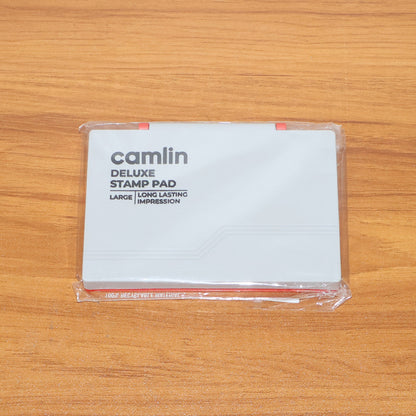 camlin
DELUXE
STAMP PAD
LARGE | LONG LASTING
IMPRESSION